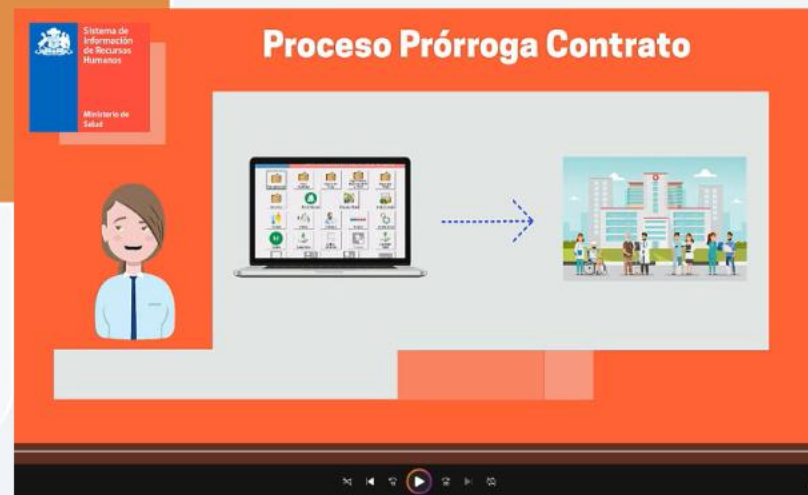 Sistema de
Información
de Recursos
Humanos
Ministerio de
Salud
Proceso Prórroga Contrato